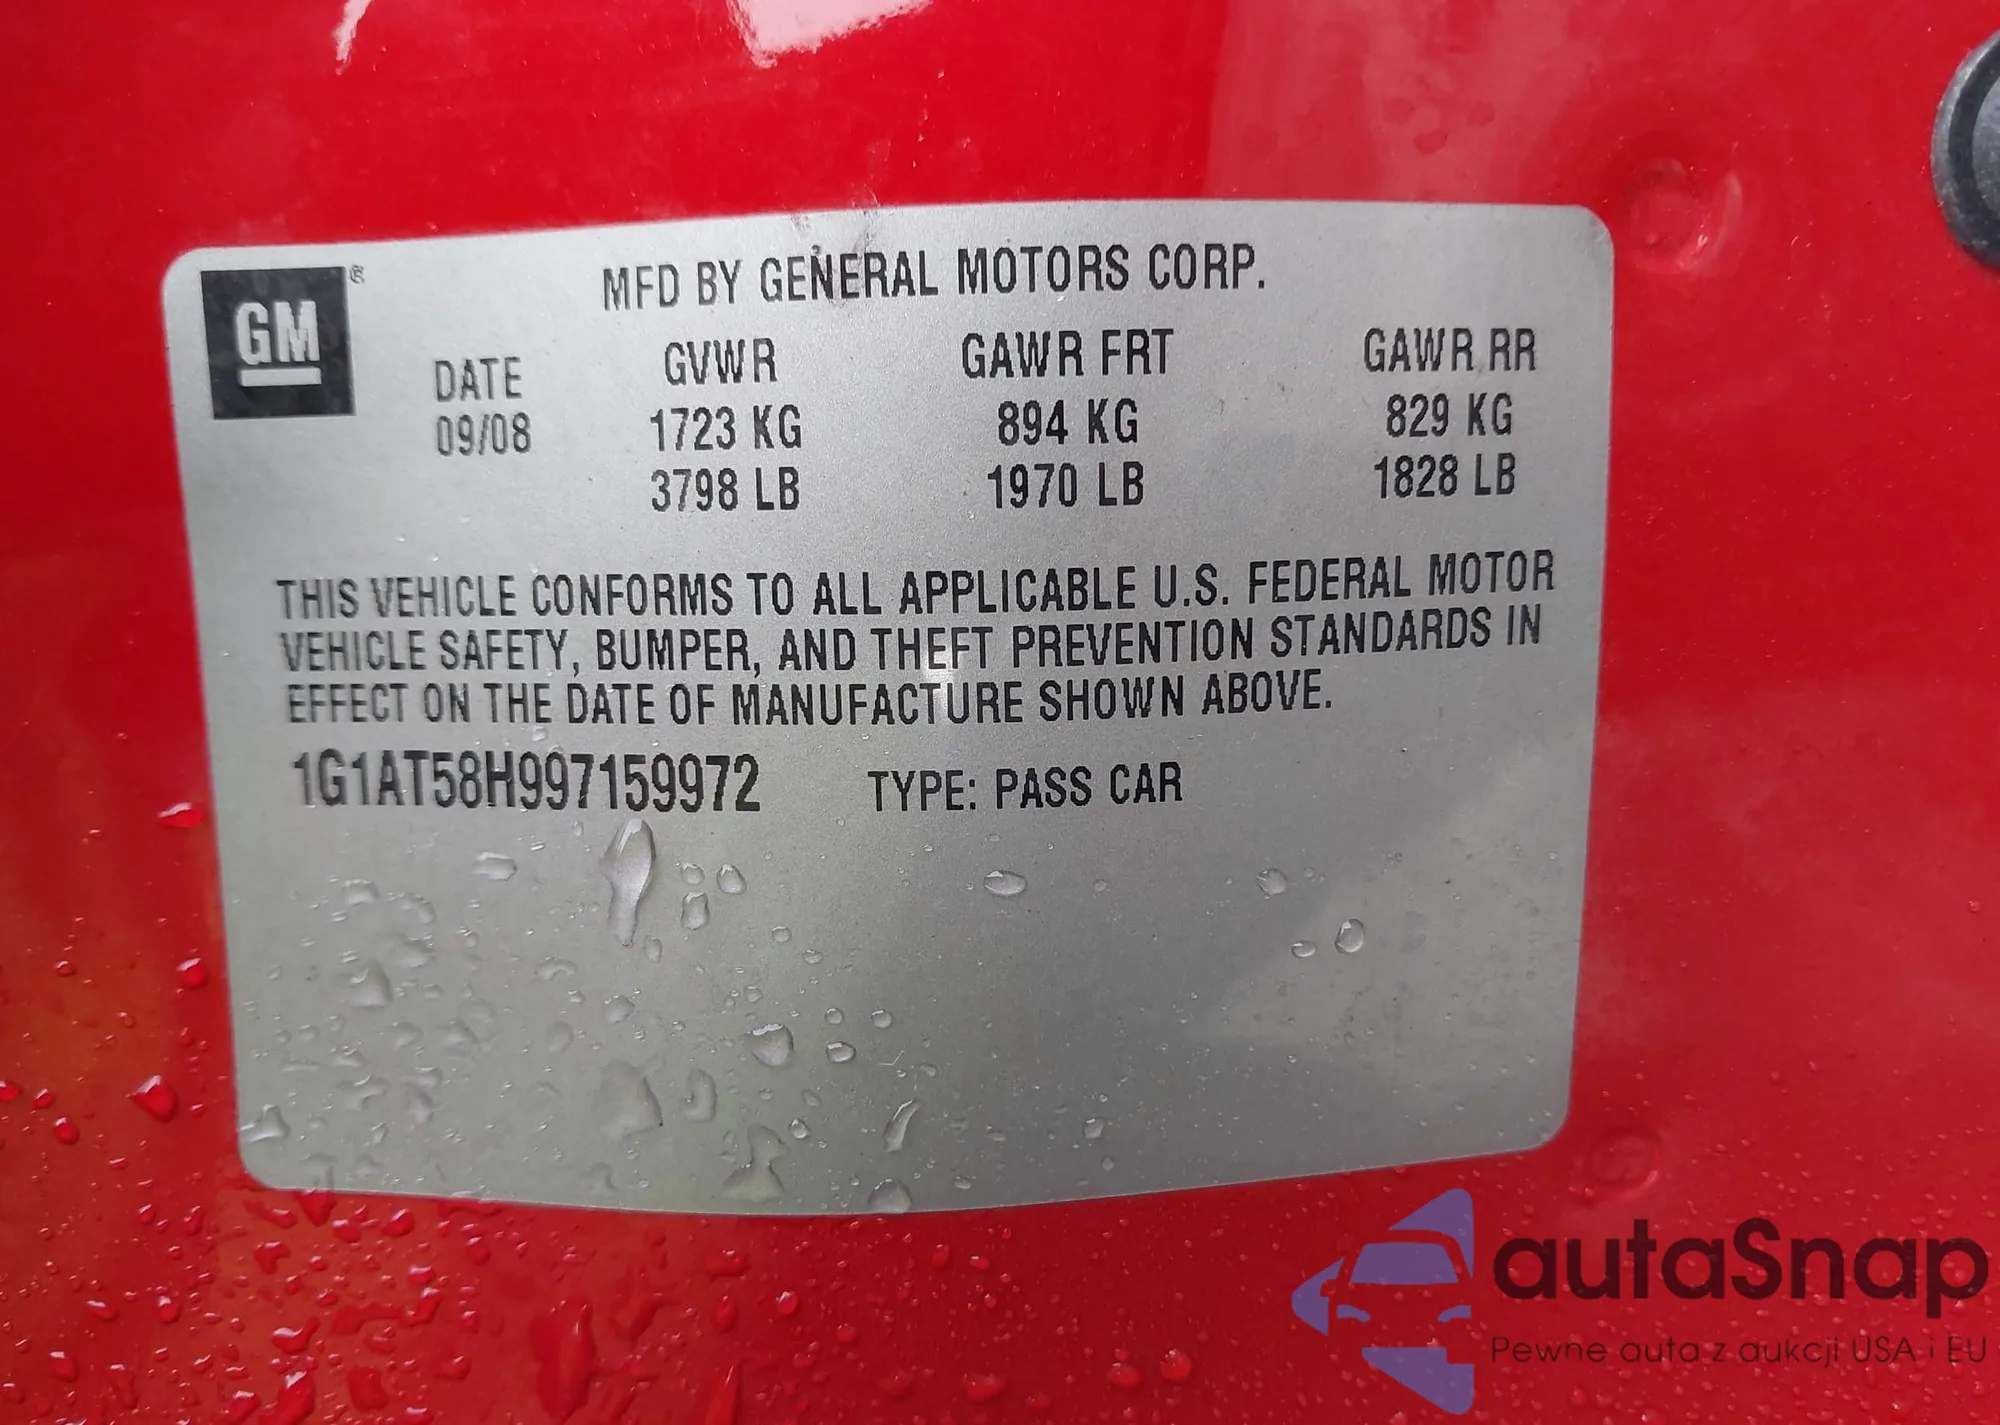 GM ®
MFD BY GENERAL MOTORS CORP.
DATE GVWR GAWR FRT GAWR RR
09/08 1723 KG 894 KG 829 KG
3798 LB 1970 LB 1828 LB
THIS VEHICLE CONFORMS TO ALL APPLICABLE U.S. FEDERAL MOTOR
VEHICLE SAFETY, BUMPER, AND THEFT PREVENTION STANDARDS IN
EFFECT ON THE DATE OF MANUFACTURE SHOWN ABOVE.
1G1AT58H997159972 TYPE: PASS CAR
autaSnap
Pewne auta z aukcji USA i EU